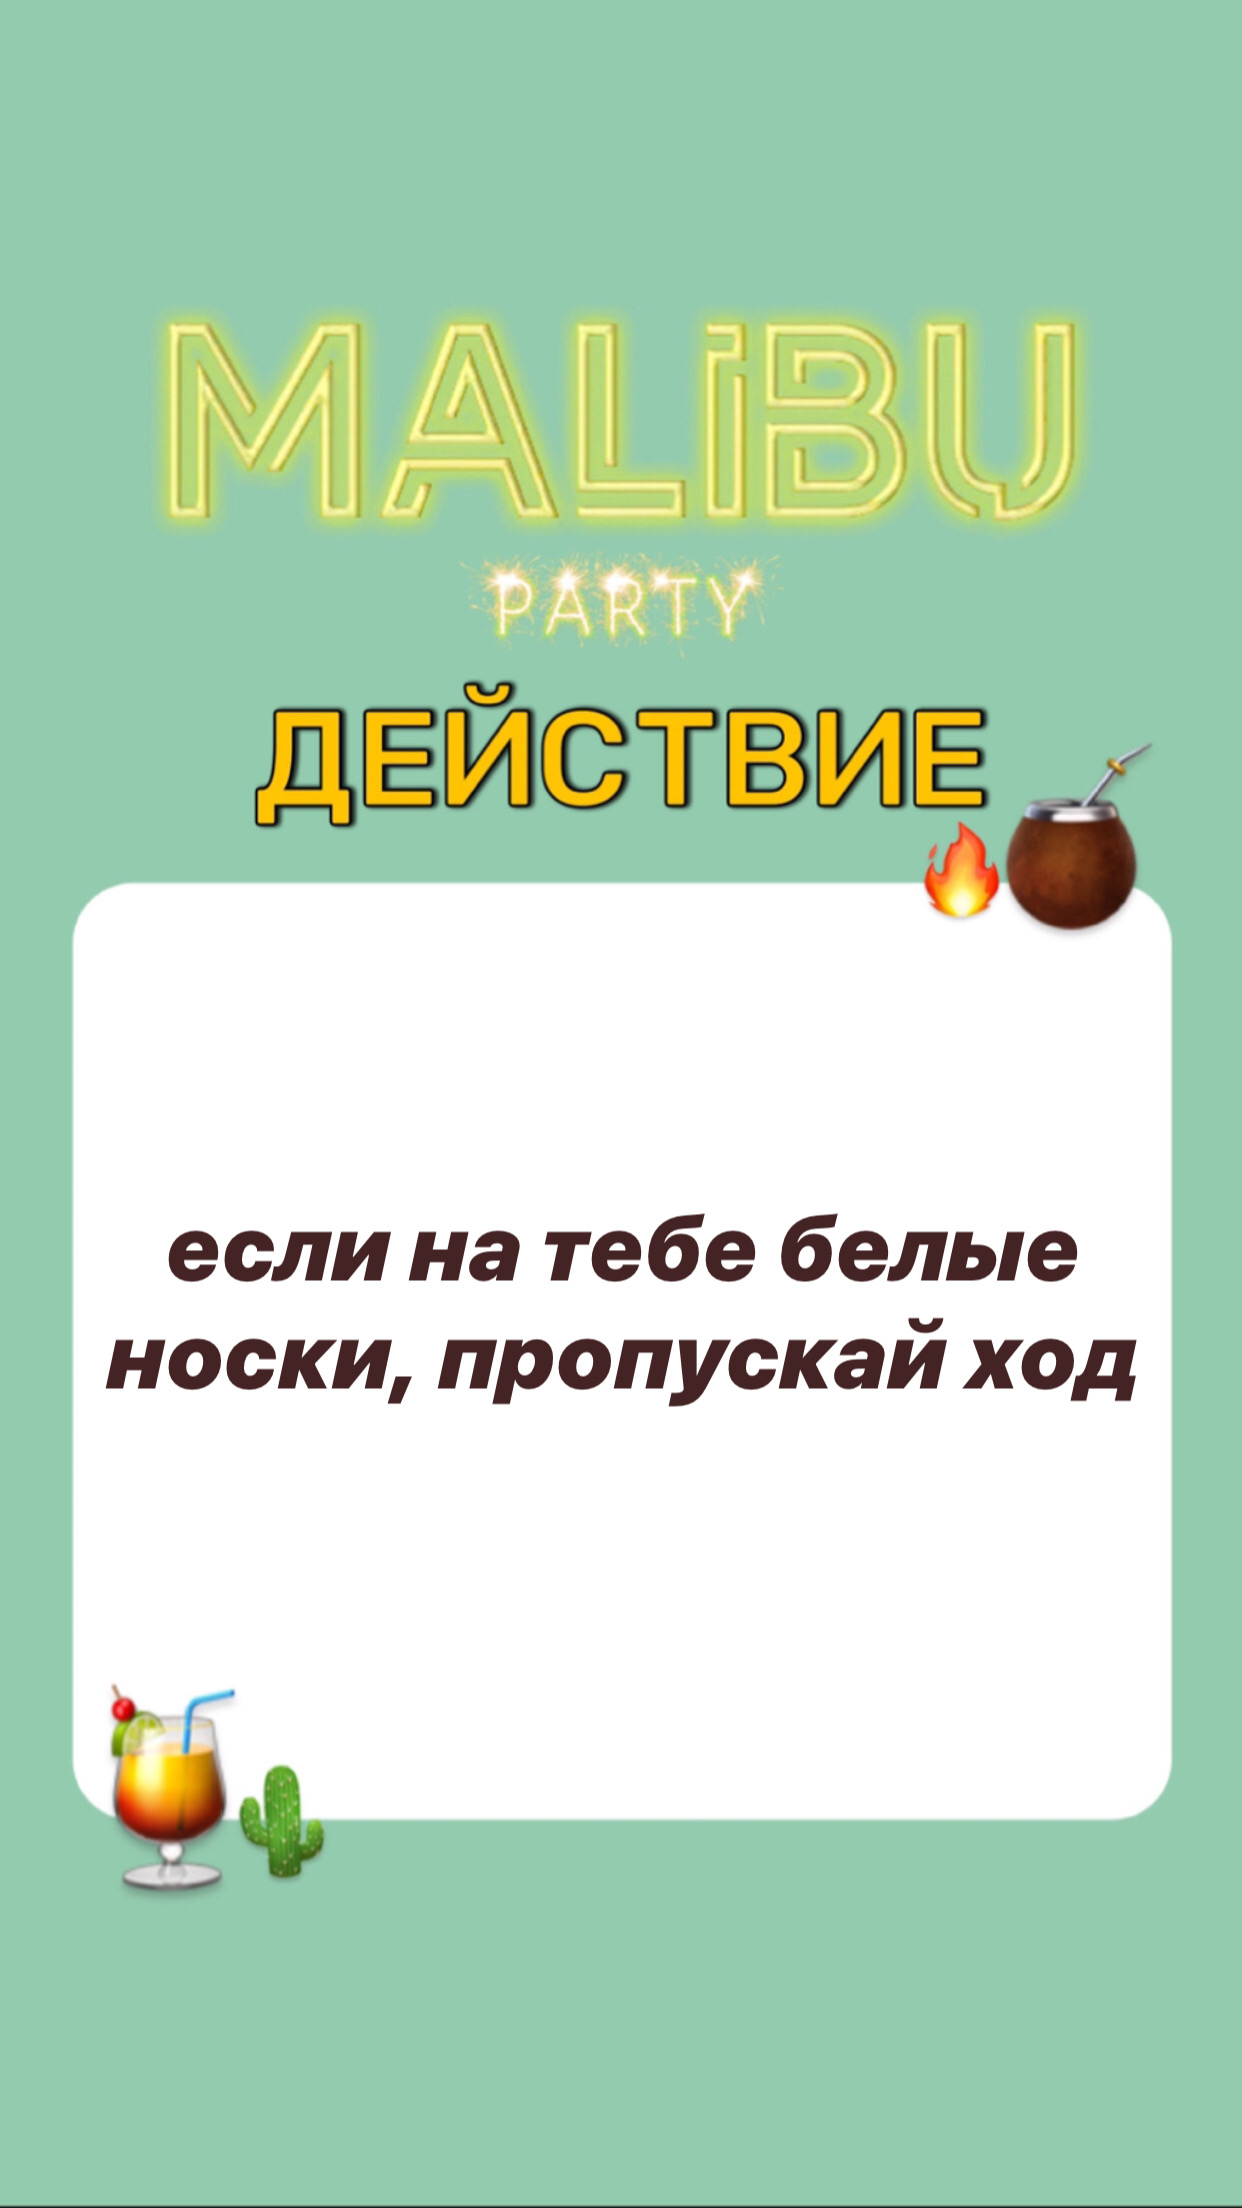 MALiBU
PARTY
ДЕЙСТВИЕ
если на тебе белые
носки, пропускай ход